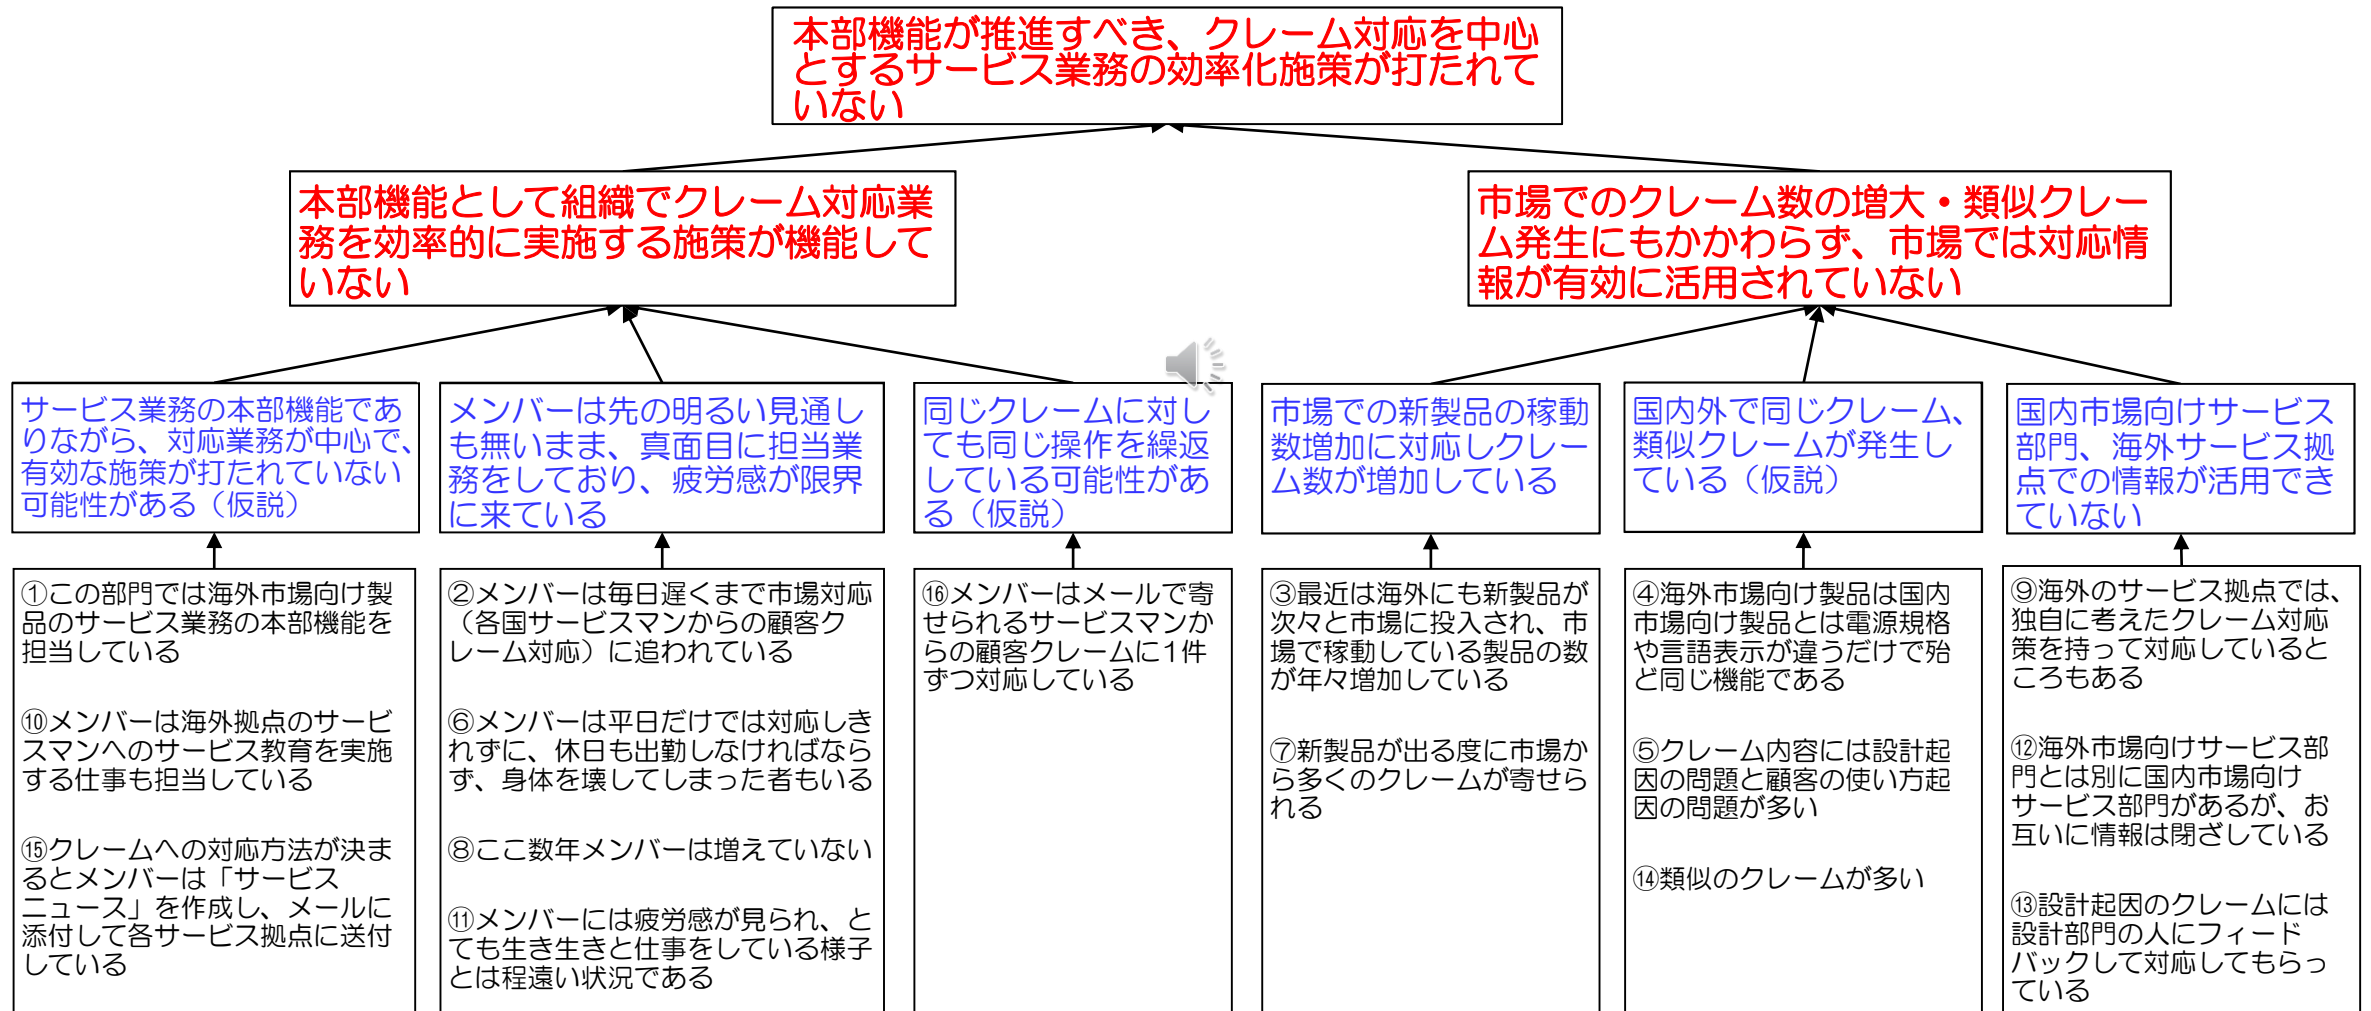 本部機能が推進すべき、クレーム対応を中心
とするサービス業務の効率化施策が打たれて
いない
本部機能として組織でクレーム対応業
務を効率的に実施する施策が機能して
いない
市場でのクレーム数の増大・類似クレー
ム発生にもかかわらず、市場では対応情
報が有効に活用されていない
サービス業務の本部機能であ
りながら、対応業務が中心で、
有効な施策が打たれていない
可能性がある（仮説）
メンバーは先の明るい見通し
も無いまま、真面目に担当業
務をしており、疲労感が限界
に来ている
同じクレームに対し
ても同じ操作を繰返
している可能性があ
る（仮説）
市場での新製品の稼動
数増加に対応しクレー
ム数が増加している
国内外で同じクレーム、
類似クレームが発生し
ている（仮説）
国内市場向けサービス
部門、海外サービス拠
点での情報が活用でき
ていない
①この部門では海外市場向け製
品のサービス業務の本部機能を
担当している
⑩メンバーは海外拠点のサービ
スマンへのサービス教育を実施
する仕事も担当している
⑮クレームへの対応方法が決ま
るとメンバーは「サービス
ニュース」を作成し、メールに
添付して各サービス拠点に送付
している
②メンバーは毎日遅くまで市場対応
（各国サービスマンからの顧客ク
レーム対応）に追われている
⑥メンバーは平日だけでは対応しき
れずに、休日も出勤しなければなら
ず、身体を壊してしまった者もいる
⑧ここ数年メンバーは増えていない
⑪メンバーには疲労感が見られ、と
ても生き生きと仕事をしている様子
とは程遠い状況である
⑯メンバーはメールで寄
せられるサービスマンか
らの顧客クレームに1件
ずつ対応している
③最近は海外にも新製品が
次々と市場に投入され、市
場で稼動している製品の数
が年々増加している
⑦新製品が出る度に市場か
ら多くのクレームが寄せら
れる
④海外市場向け製品は国内
市場向け製品とは電源規格
や言語表示が違うだけで殆
ど同じ機能である
⑤クレーム内容には設計起
因の問題と顧客の使い方起
因の問題が多い
⑭類似のクレームが多い
⑨海外のサービス拠点では、
独自に考えたクレーム対応
策を持って対応していると
ころもある
⑫海外市場向けサービス部
門とは別に国内市場向け
サービス部門があるが、お
互いに情報は閉ざしている
⑬設計起因のクレームには
設計部門の人にフィード
バックして対応してもらっ
ている